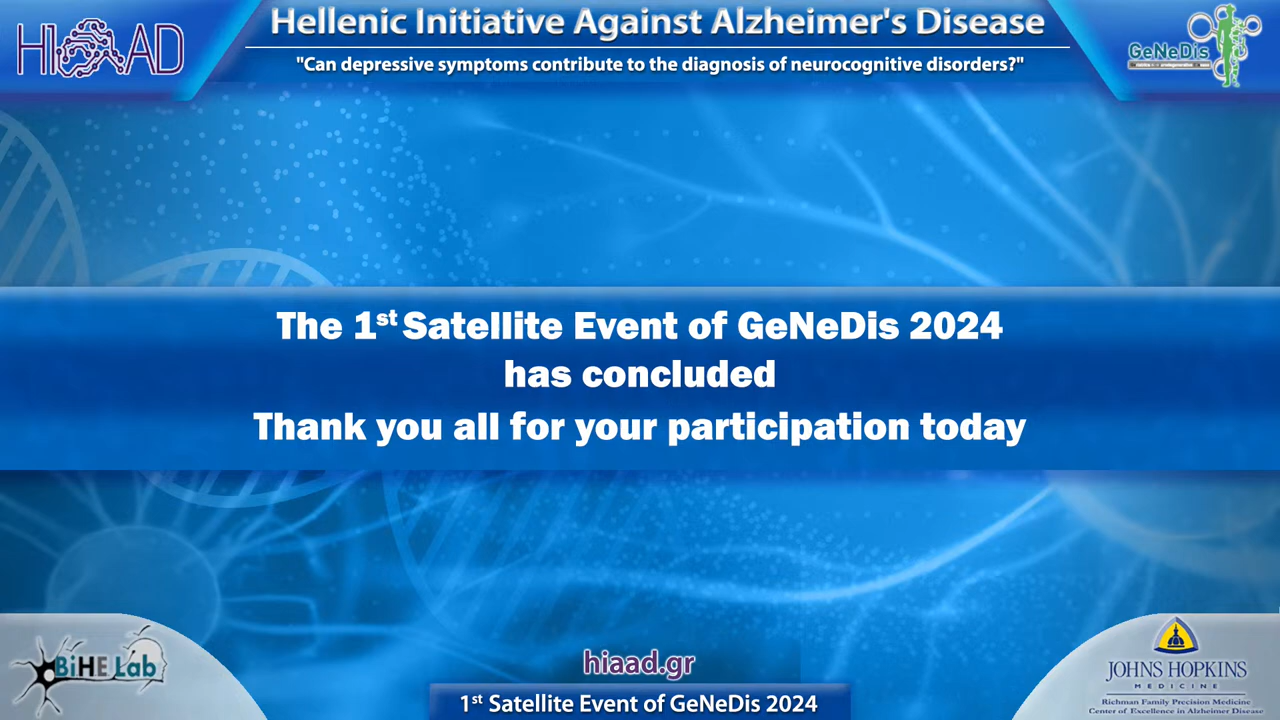 HIAAD
Hellenic Initiative Against Alzheimer's Disease
GeNeDis
"Can depressive symptoms contribute to the diagnosis of neurocognitive disorders?"
The 1st Satellite Event of GeNeDis 2024
has concluded
Thank you all for your participation today
BiHE Lab
hiaad.gr
1st Satellite Event of GeNeDis 2024
JOHNS HOPKINS
MEDICINE
Richman Family Precision Medicine
Center of Excellence in Alzheimer Disease